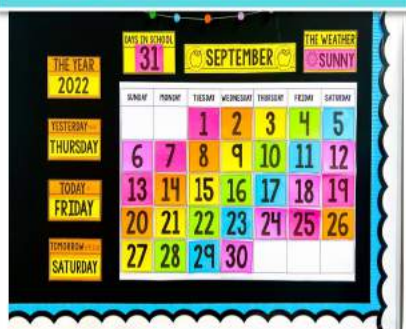 DAYS IN SCHOOL
31
SEPTEMBER
THE WEATHER
SUNNY
THE YEAR
2022
YESTERDAY
THURSDAY
TODAY
FRIDAY
TOMORROW
SATURDAY
SUNDAY MONDAY TUESDAY WEDNESDAY THURSDAY FRIDAY SATURDAY
1 2 3 4 5
6 7 8 9 10 11 12
13 14 15 16 17 18 19
20 21 22 23 24 25 26
27 28 29 30